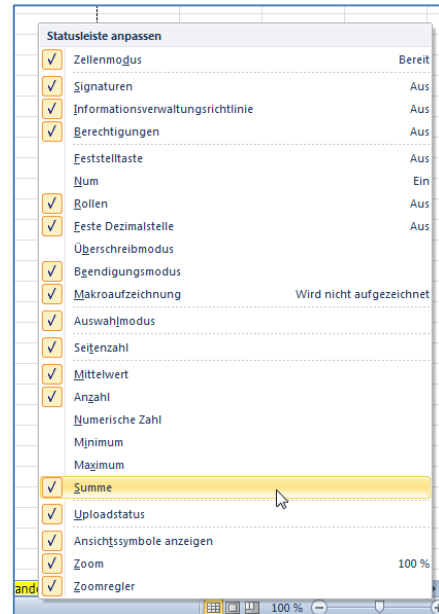 Statusleiste anpassen
Zellenmodus Bereit
Signaturen Aus
Informationsverwaltungsrichtlinie Aus
Berechtigungen Aus
Feststelltaste Aus
Num Ein
Rollen Aus
Feste Dezimalstelle Aus
Überschreibmodus
Beendigungsmodus
Makroaufzeichnung Wird nicht aufgezeichnet
Auswahlmodus
Seitenzahl
Mittelwert
Anzahl
Numerische Zahl
Minimum
Maximum
Summe
Uploadstatus
Ansichtssymbole anzeigen
Zoom 100 %
Zoomregler
100 %